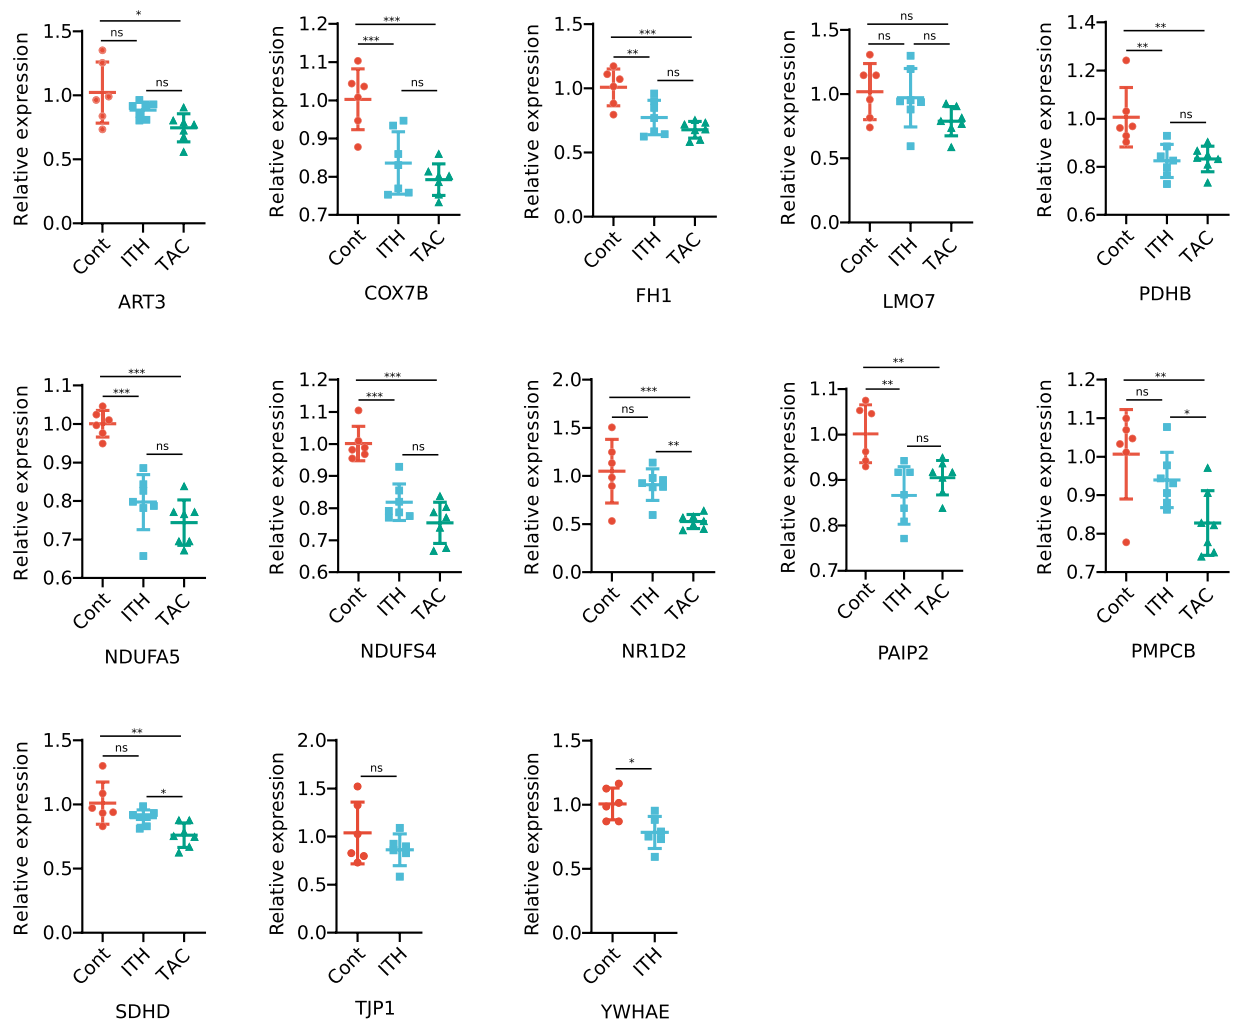 Relative expression
1.5
1.0
0.5
0.0
*
ns
ns
Cont
ITH
TAC
ART3
Relative expression
1.2
1.1
1.0
0.9
0.8
0.7
***
***
ns
Cont
ITH
TAC
COX7B
Relative expression
1.5
1.0
0.5
0.0
***
**
ns
Cont
ITH
TAC
FH1
Relative expression
1.5
1.0
0.5
0.0
ns
ns
ns
Cont
ITH
TAC
LMO7
Relative expression
1.4
1.2
1.0
0.8
0.6
**
**
ns
Cont
ITH
TAC
PDHB
Relative expression
1.1
1.0
0.9
0.8
0.7
0.6
***
***
ns
Cont
ITH
TAC
NDUFA5
Relative expression
1.2
1.1
1.0
0.9
0.8
0.7
0.6
***
***
ns
Cont
ITH
TAC
NDUFS4
Relative expression
2.0
1.5
1.0
0.5
0.0
***
ns
**
Cont
ITH
TAC
NR1D2
Relative expression
1.1
1.0
0.9
0.8
0.7
**
**
ns
Cont
ITH
TAC
PAIP2
Relative expression
1.2
1.1
1.0
0.9
0.8
0.7
**
ns
*
Cont
ITH
TAC
PMPCB
Relative expression
1.5
1.0
0.5
0.0
**
ns
*
Cont
ITH
TAC
SDHD
Relative expression
2.0
1.5
1.0
0.5
0.0
ns
Cont
ITH
TJP1
Relative expression
1.5
1.0
0.5
0.0
*
Cont
ITH
YWHAE